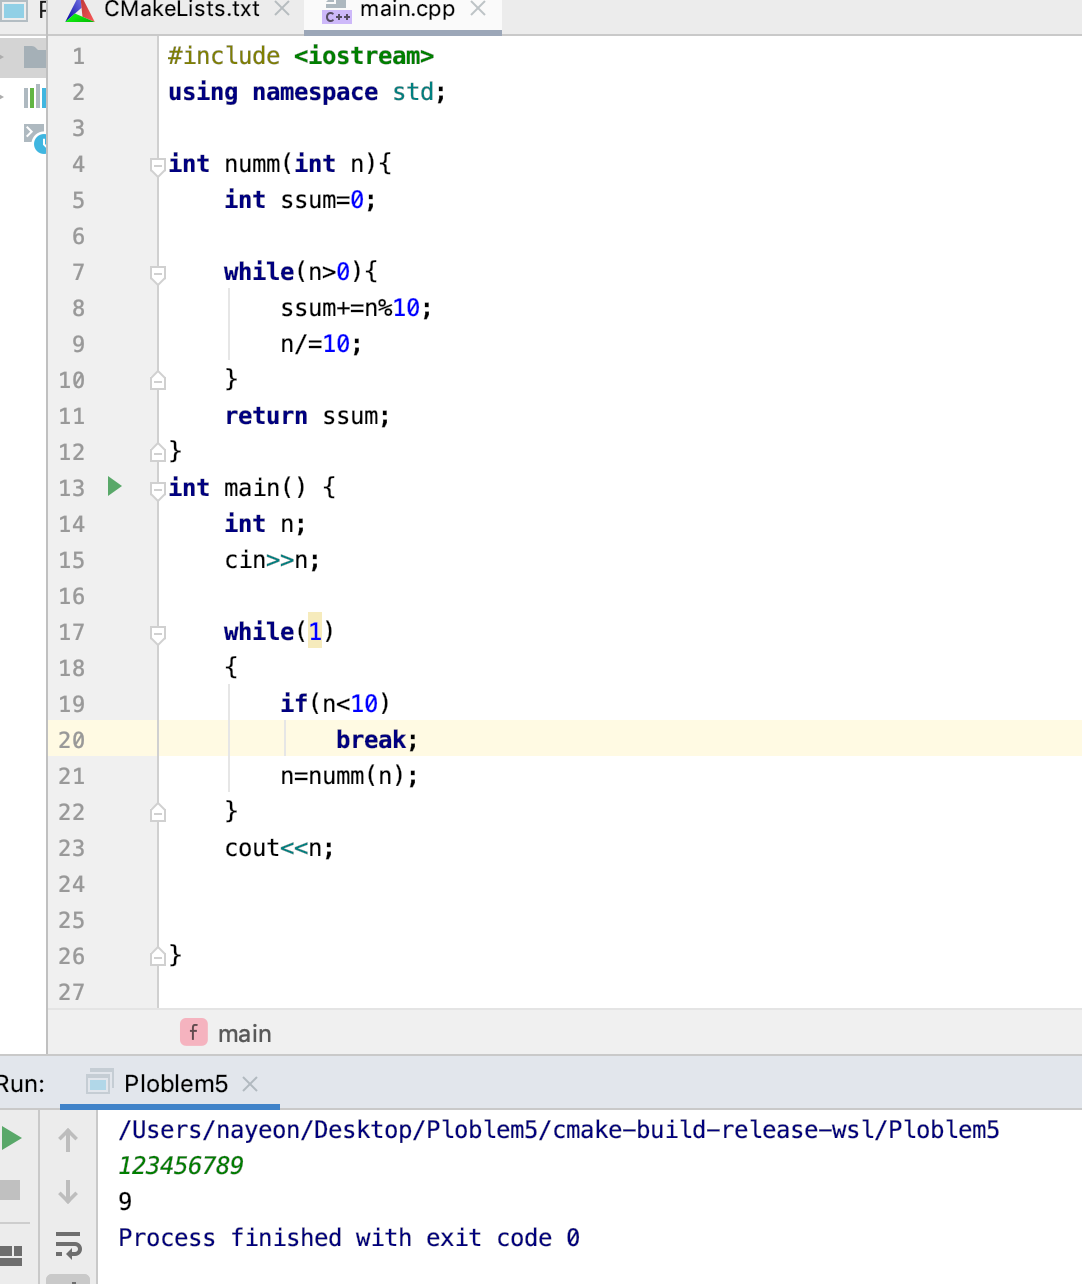 CMakeLists.txt
C++ main.cpp
1 #include <iostream>
2 using namespace std;
3
4 int numm(int n){
5 int ssum=0;
6
7 while(n>0){
8 ssum+=n%10;
9 n/=10;
10 }
11 return ssum;
12 }
13 int main() {
14 int n;
15 cin>>n;
16
17 while(1)
18 {
19 if(n<10)
20 break;
21 n=numm(n);
22 }
23 cout<<n;
24
25
26 }
27
f main
Run: Ploblem5
/Users/nayeon/Desktop/Ploblem5/cmake-build-release-wsl/Ploblem5
123456789
9
Process finished with exit code 0